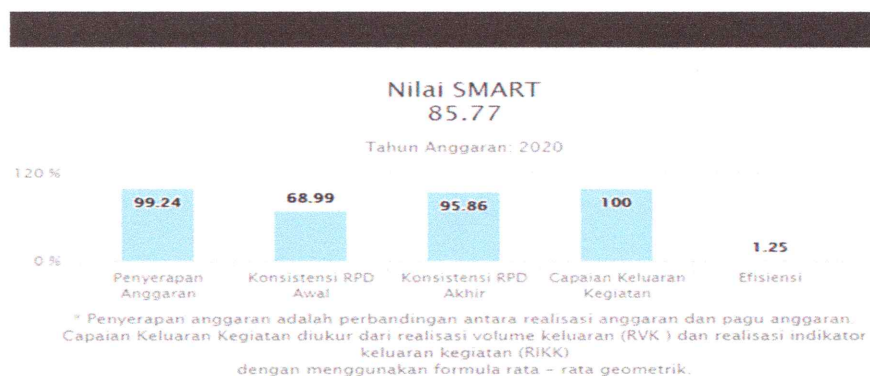 Nilai SMART
85.77
Tahun Anggaran: 2020
120 %
99.24
68.99
95.86
100
1.25
0 %
Penyerapan Anggaran
Konsistensi RPD Awal
Konsistensi RPD Akhir
Capaian Keluaran Kegiatan
Efisiensi
* Penyerapan anggaran adalah perbandingan antara realisasi anggaran dan pagu anggaran.
Capaian Keluaran Kegiatan diukur dari realisasi volume keluaran (RVK ) dan realisasi indikator
keluaran kegiatan (RIKK)
dengan menggunakan formula rata – rata geometrik.